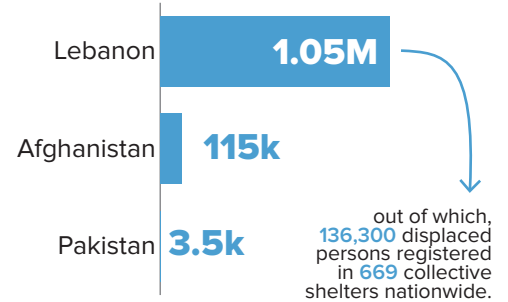 Lebanon 1.05M
Afghanistan 115k
Pakistan 3.5k
out of which,
136,300 displaced
persons registered
in 669 collective
shelters nationwide.